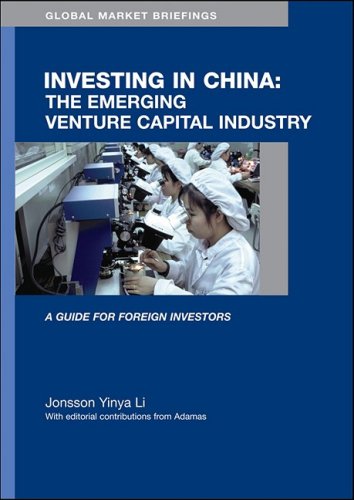 GLOBAL MARKET BRIEFINGS
INVESTING IN CHINA:
THE EMERGING
VENTURE CAPITAL INDUSTRY
A GUIDE FOR FOREIGN INVESTORS
Jonsson Yinya Li
With editorial contributions from Adamas